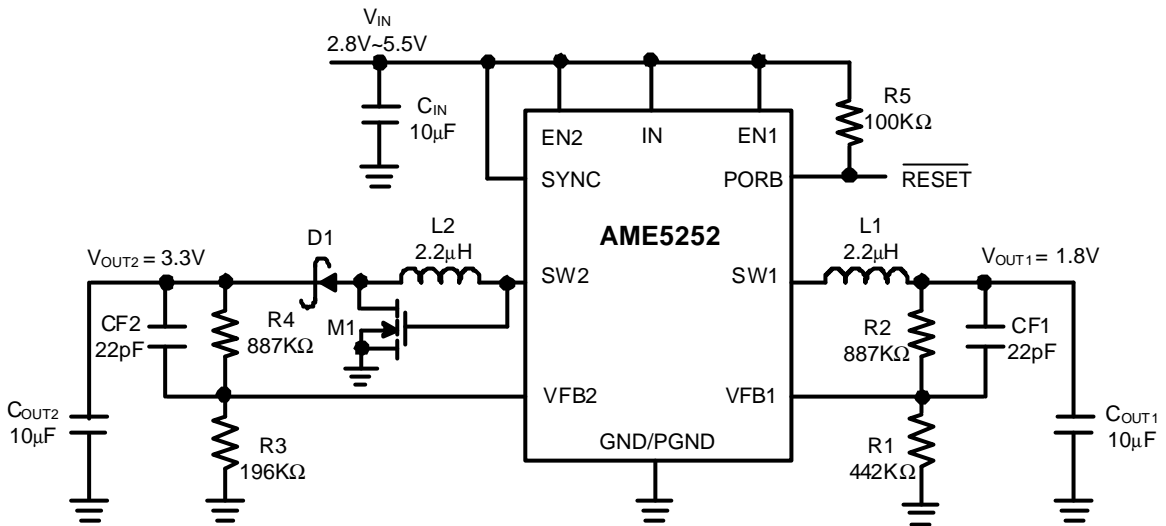 VIN
2.8V~5.5V
CIN
10μF
R5
100KΩ
EN2
IN
EN1
SYNC
PORB
RESET
AME5252
D1
L2
2.2μH
L1
2.2μH
VOUT2 = 3.3V
SW2
SW1
VOUT1 = 1.8V
M1
CF2
22pF
R4
887KΩ
R2
887KΩ
CF1
22pF
VFB2
VFB1
COUT2
10μF
R3
196KΩ
GND/PGND
R1
442KΩ
COUT1
10μF